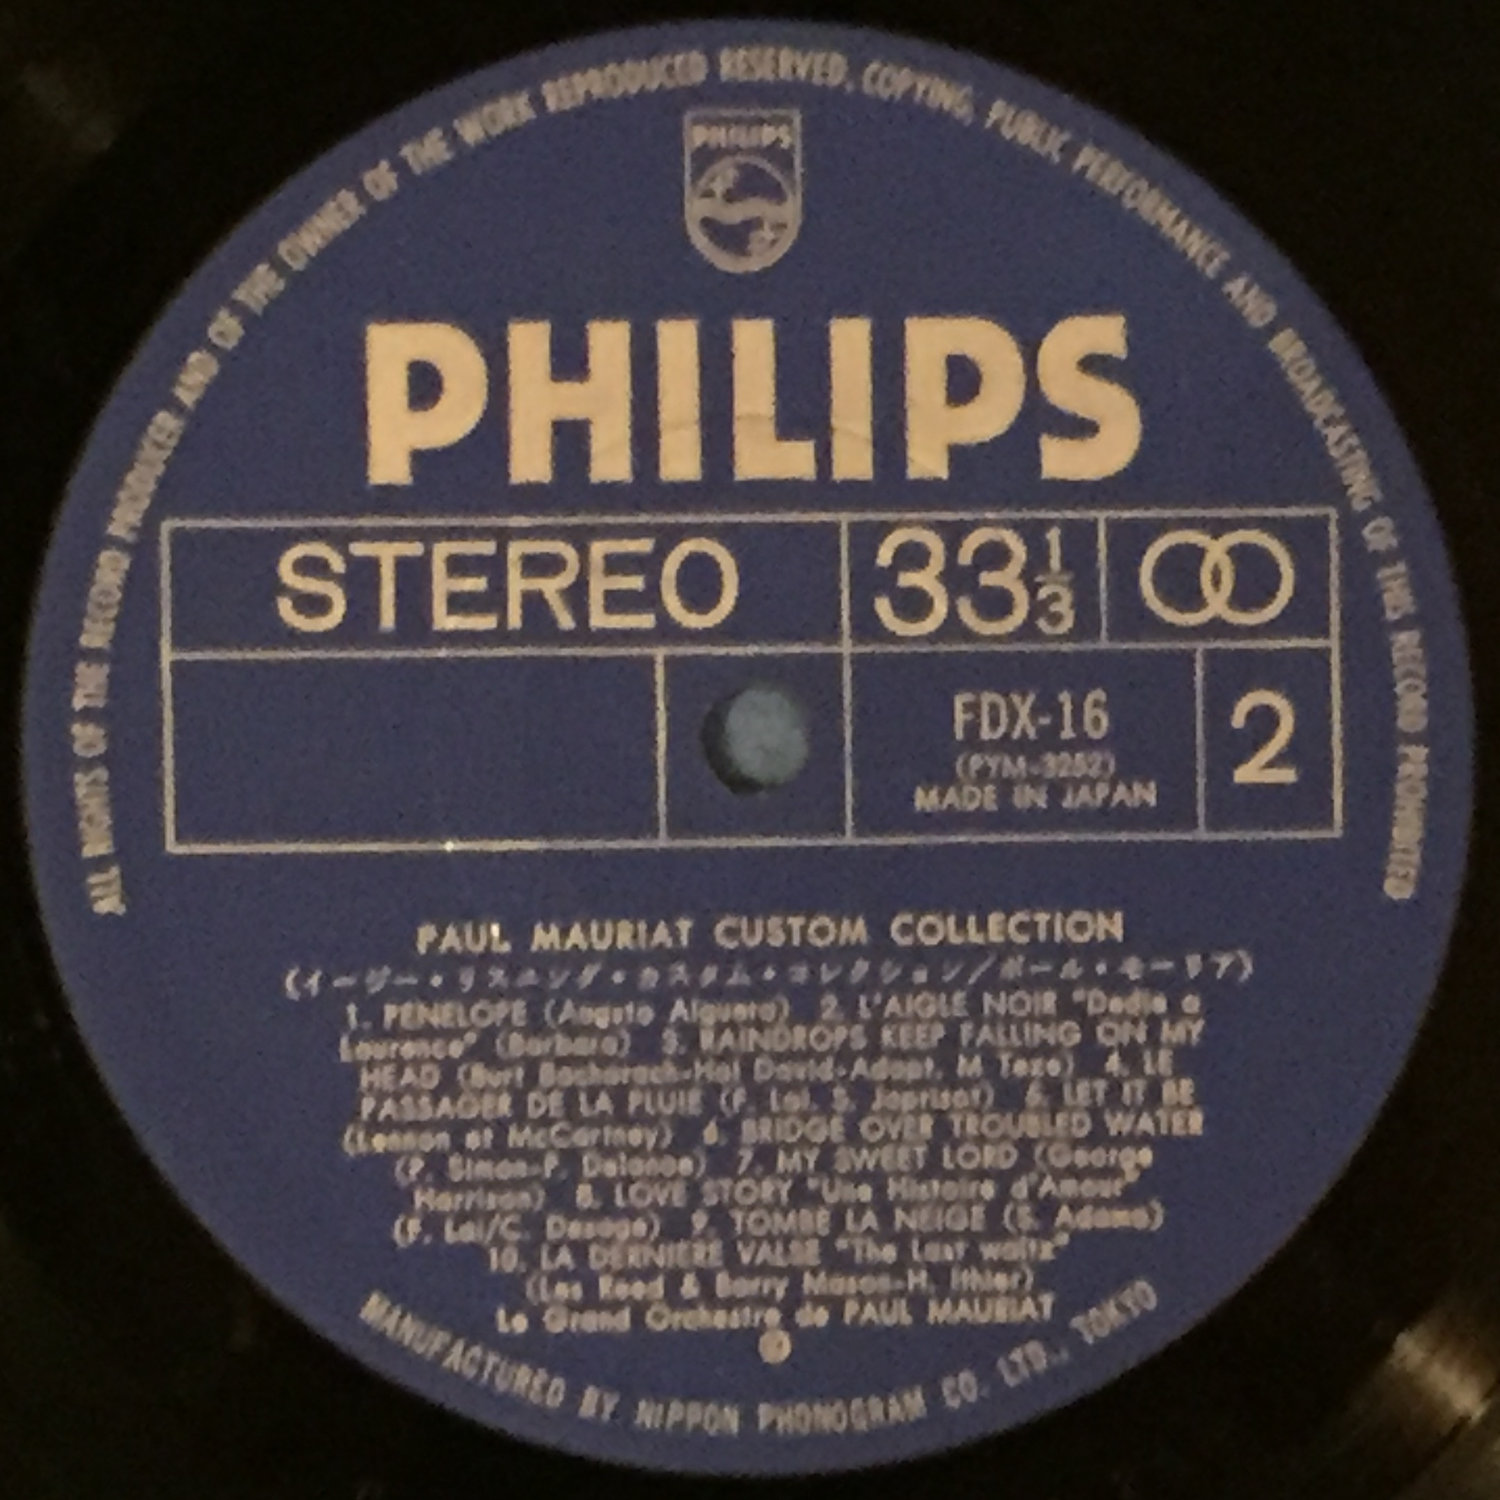 ALL RIGHTS OF THE RECORD PRODUCER AND OF THE OWNER OF THE WORK REPRODUCED RESERVED. COPYING, PUBLIC PERFORMANCE AND BROADCASTING OF THIS RECORD PROHIBITED
PHILIPS
PHILIPS
STEREO 33 1/3
FDX-16 2
(PYM-3252)
MADE IN JAPAN
PAUL MAURIAT CUSTOM COLLECTION
(イージー・リスニング・カスタム・コレクション/ポール・モーリア)
1. PENELOPE (Augsto Alguero) 2. L'AIGLE NOIR "Dedie a
Laurence" (Barbara) 3. RAINDROPS KEEP FALLING ON MY
HEAD (Burt Bacharach-Hal David-Adapt. M Teze) 4. LE
PASSAGER DE LA PLUIE (F. Lai. S. Japrisot) 5. LET IT BE
(Lennon et McCartney) 6. BRIDGE OVER TROUBLED WATER
(P. Simon-P. Delanoe) 7. MY SWEET LORD (George
Harrison) 8. LOVE STORY "Une Histoire d'Amour"
(F. Lai/C. Desage) 9. TOMBE LA NEIGE (S. Adamo)
10. LA DERNIERE VALSE "The Last waltz"
(Les Reed & Barry Mason-H. Ithier)
Le Grand Orchestre de PAUL MAURIAT
MANUFACTURED BY NIPPON PHONOGRAM CO. LTD., TOKYO